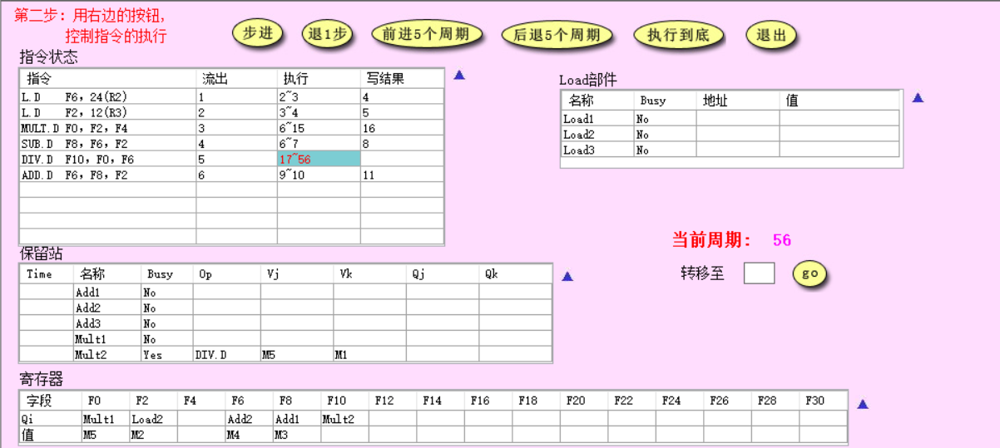 第二步：用右边的按钮，
控制指令的执行
步进 退1步 前进5个周期 后退5个周期 执行到底 退出
指令状态
指令 流出 执行 写结果
L.D F6，24(R2) 1 2~3 4
L.D F2，12(R3) 2 3~4 5
MULT.D F0，F2，F4 3 6~15 16
SUB.D F8，F6，F2 4 6~7 8
DIV.D F10，F0，F6 5 17~56
ADD.D F6，F8，F2 6 9~10 11
Load部件
名称 Busy 地址 值
Load1 No
Load2 No
Load3 No
当前周期： 56
转移至 go
保留站
Time 名称 Busy Op Vj Vk Qj Qk
Add1 No
Add2 No
Add3 No
Mult1 No
Mult2 Yes DIV.D M5 M1
寄存器
字段 F0 F2 F4 F6 F8 F10 F12 F14 F16 F18 F20 F22 F24 F26 F28 F30
Qi Mult1 Load2 Add2 Add1 Mult2
值 M5 M2 M4 M3